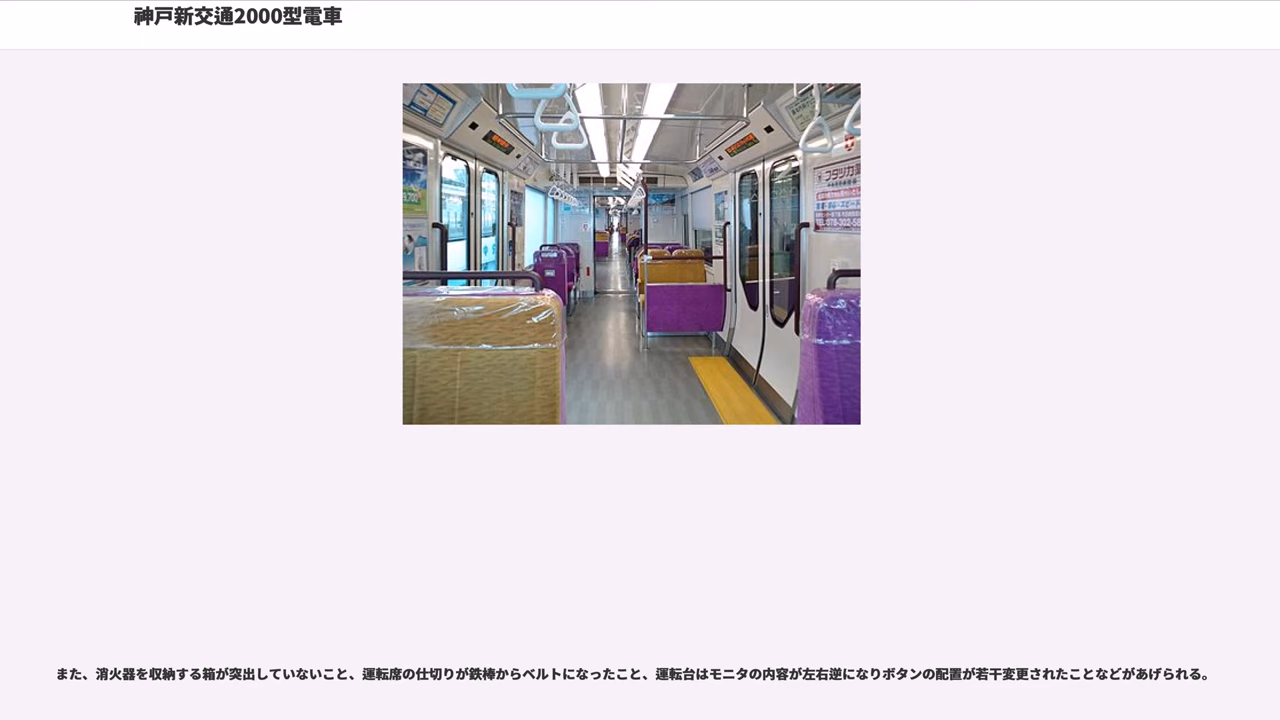 神戸新交通2000型電車
また、消火器を収納する箱が突出していないこと、運転席の仕切りが鉄棒からベルトになったこと、運転台はモニタの内容が左右逆になりボタンの配置が若干変更されたことなどがあげられる。